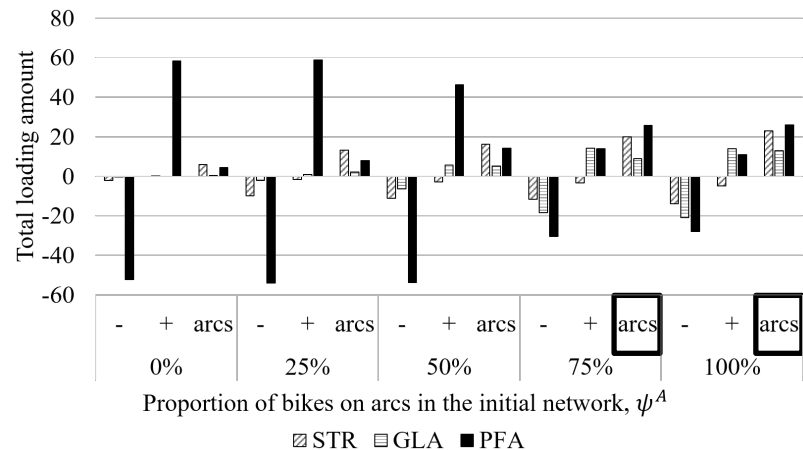 80
60
40
20
0
-20
-40
-60
Total loading amount
- + arcs - + arcs - + arcs - + arcs - + arcs
0% 25% 50% 75% 100%
Proportion of bikes on arcs in the initial network, ψ^A
STR GLA PFA